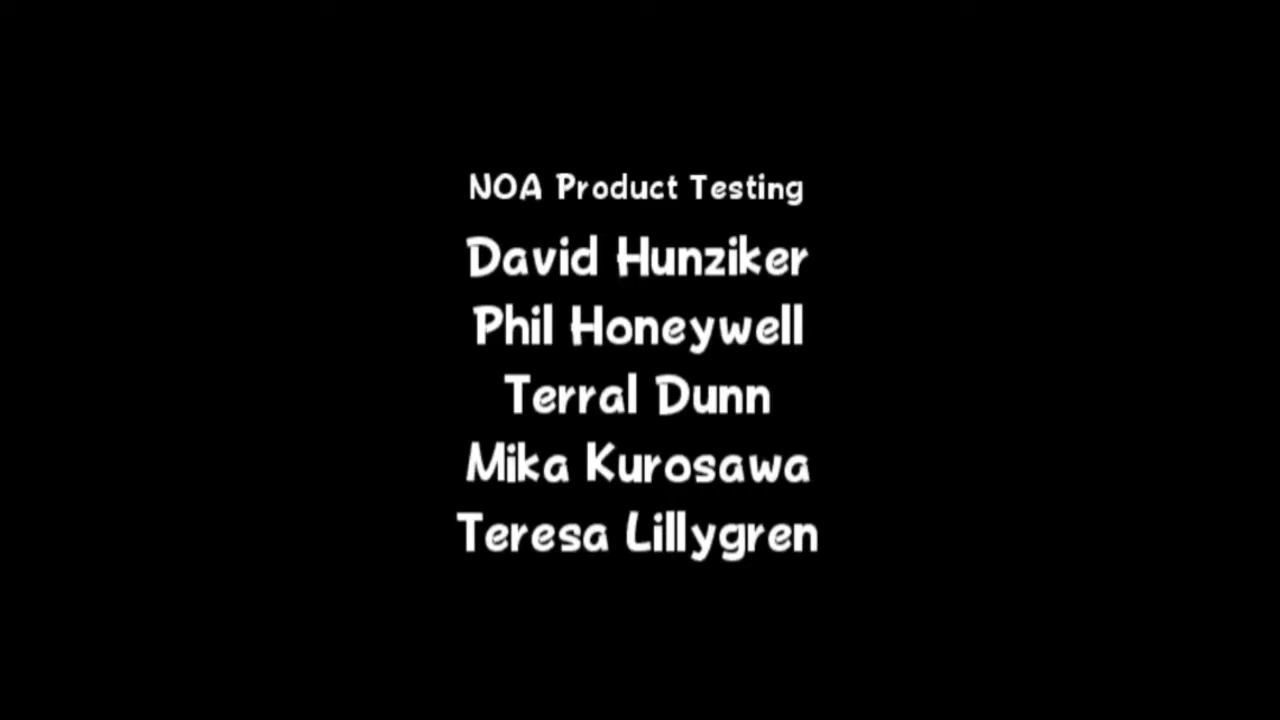 NOA Product Testing
David Hunziker
Phil Honeywell
Terral Dunn
Mika Kurosawa
Teresa Lillygren